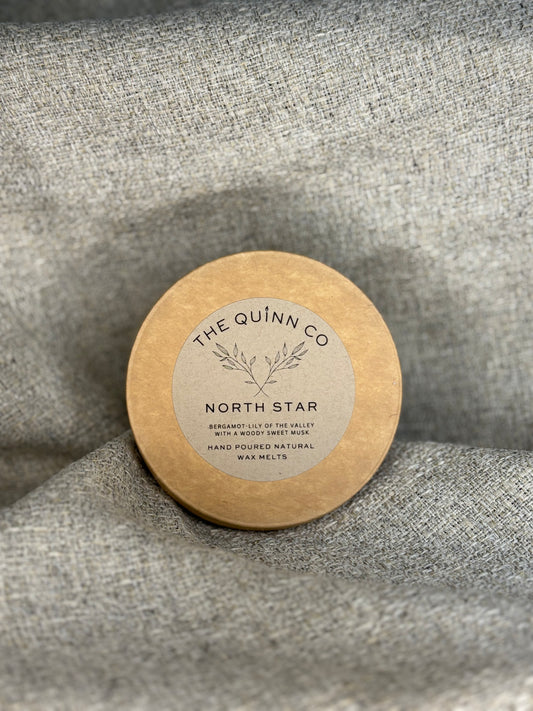 THE QUINN CO
NORTH STAR
BERGAMOT·LILY OF THE VALLEY
WITH A WOODY SWEET MUSK
HAND POURED NATURAL
WAX MELTS